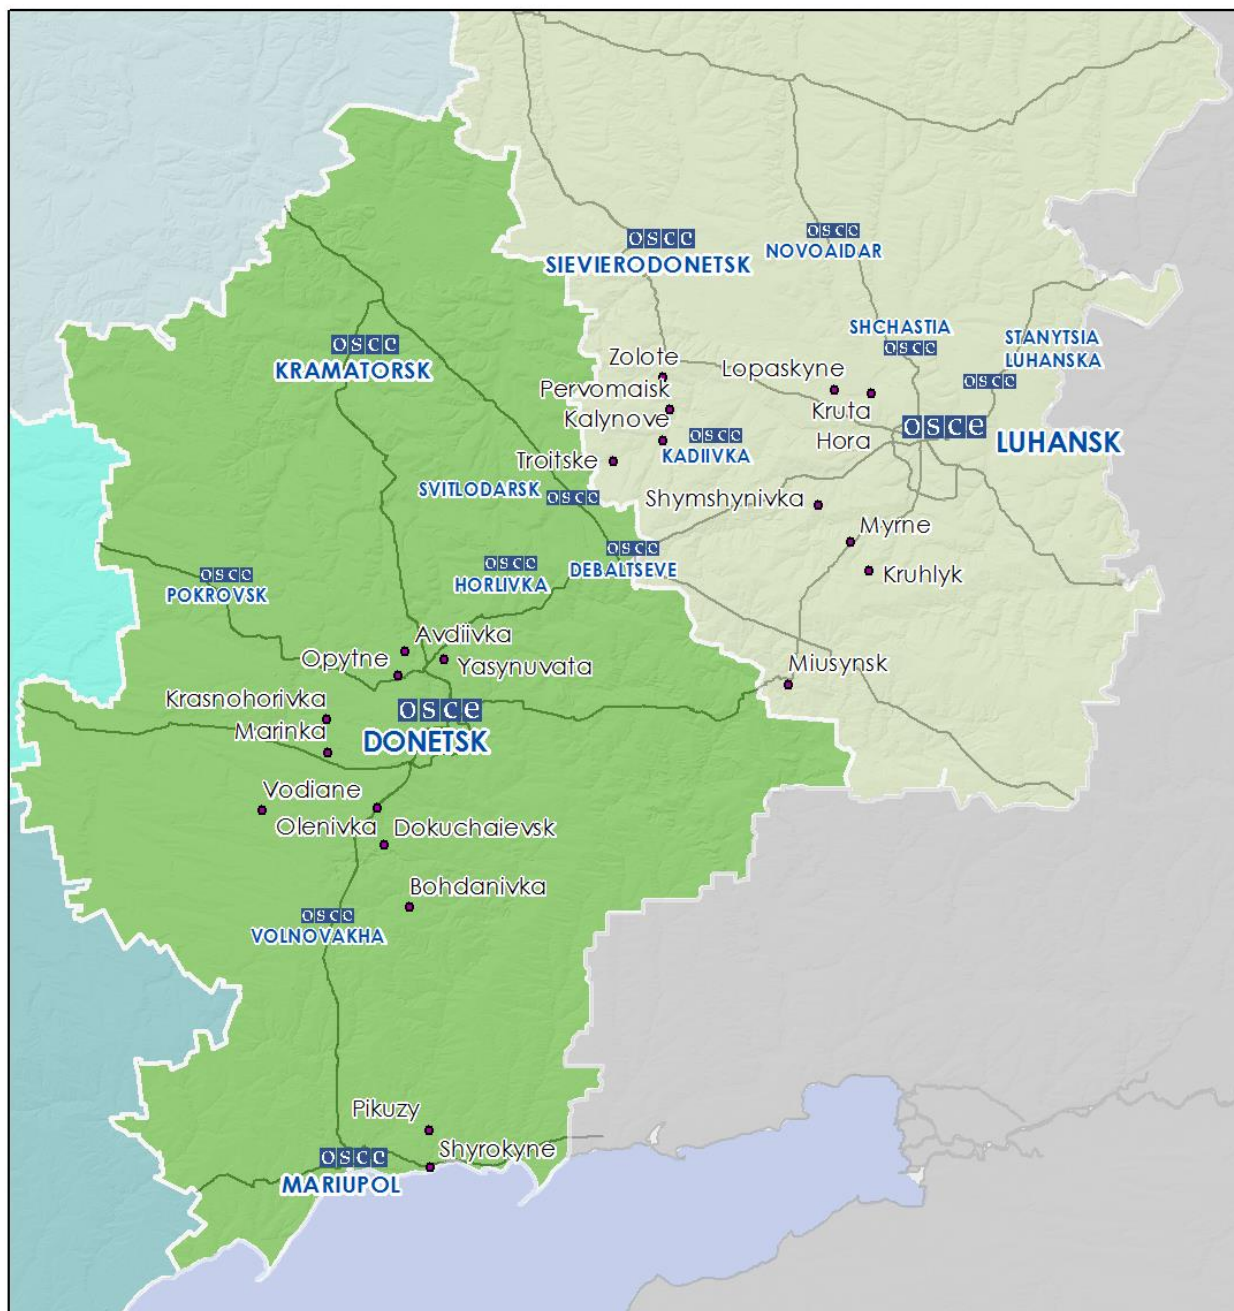 osce
NOVOAIDAR
osce
SIEVIERODONETSK
SHCHASTIA
osce
STANYTSIA
LUHANSKA
osce
osce
KRAMATORSK
Zolote
Pervomaisk
Kalynove
Troitske
Lopaskyne
Kruta
Hora
osce
LUHANSK
osce
KADIIVKA
SVITLODARSK
osce
Shymshynivka
Myrne
Kruhlyk
osce
DEBALTSEVE
osce
HORLIVKA
osce
POKROVSK
Avdiivka
Opytne
Yasynuvata
Miusynsk
Krasnohorivka
Marinka
osce
DONETSK
Vodiane
Olenivka
Dokuchaievsk
Bohdanivka
osce
VOLNOVAKHA
Pikuzy
Shyrokyne
osce
MARIUPOL